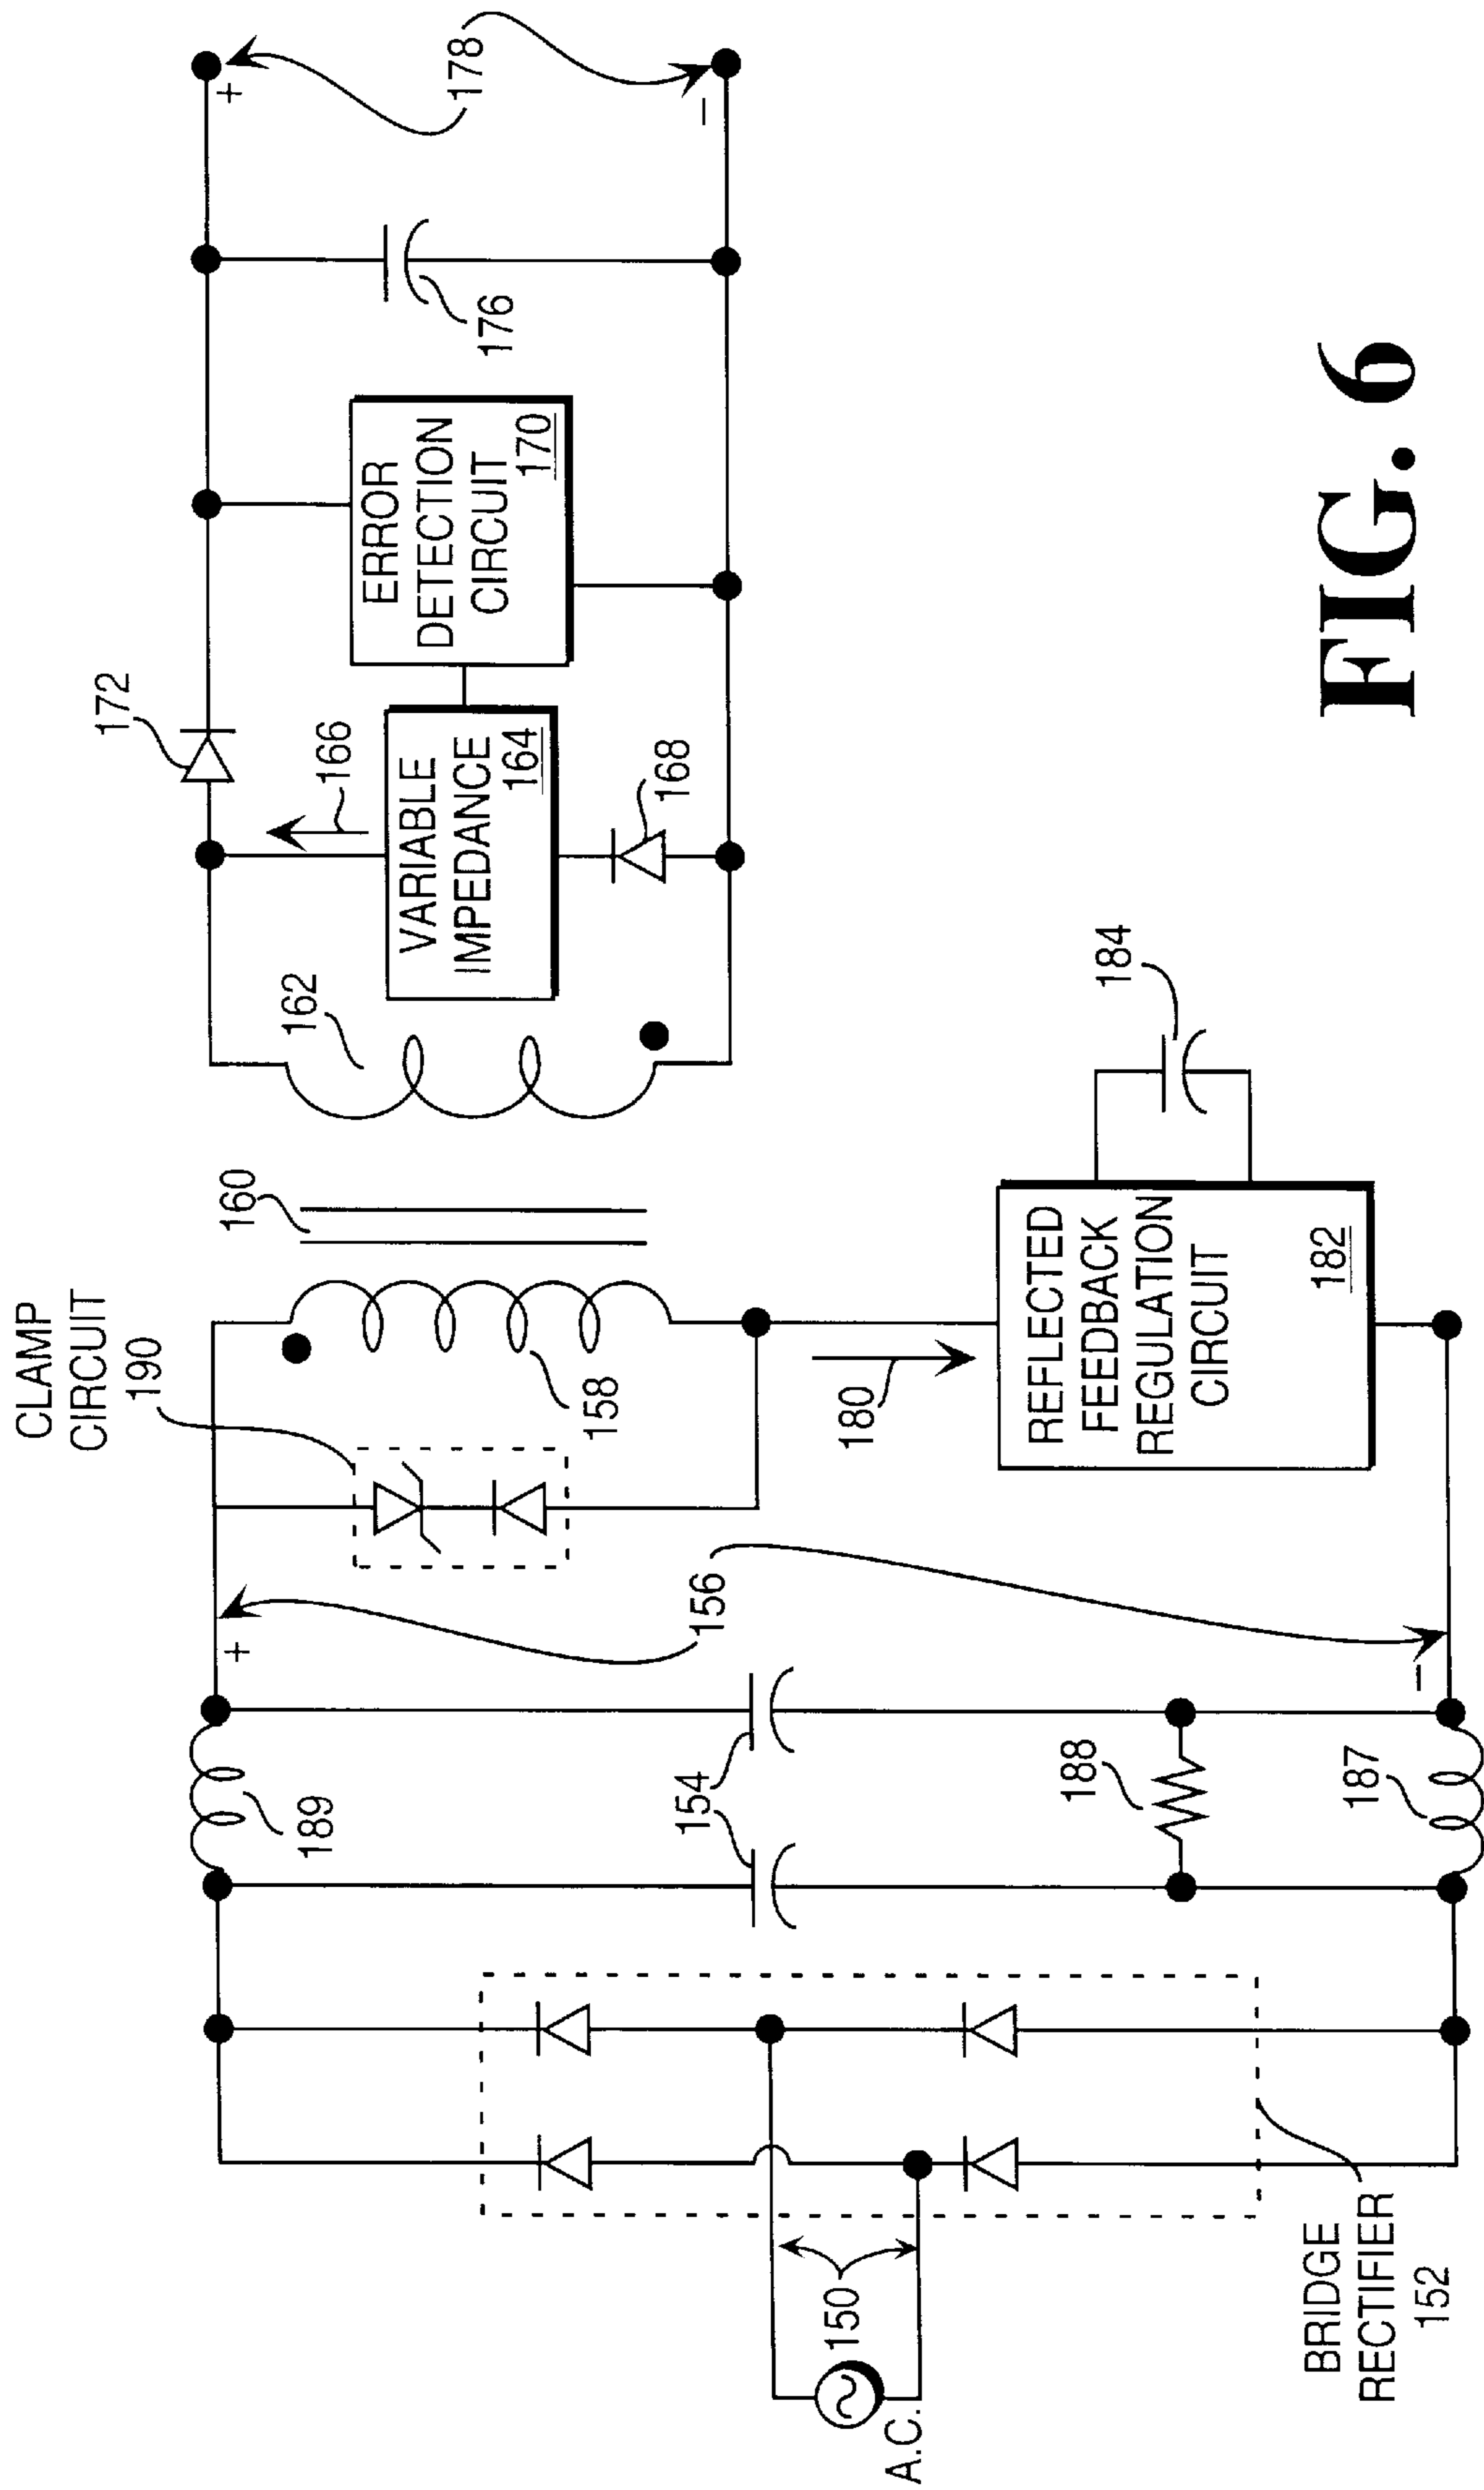 CLAMP
CIRCUIT
190
160
162
172
166
VARIABLE
IMPEDANCE
164
ERROR
DETECTION
CIRCUIT
170
168
176
178
+
−
189
+
156
158
154
180
188
187
−
REFLECTED
FEEDBACK
REGULATION
CIRCUIT
182
184
150
A.C.
BRIDGE
RECTIFIER
152
FIG. 6